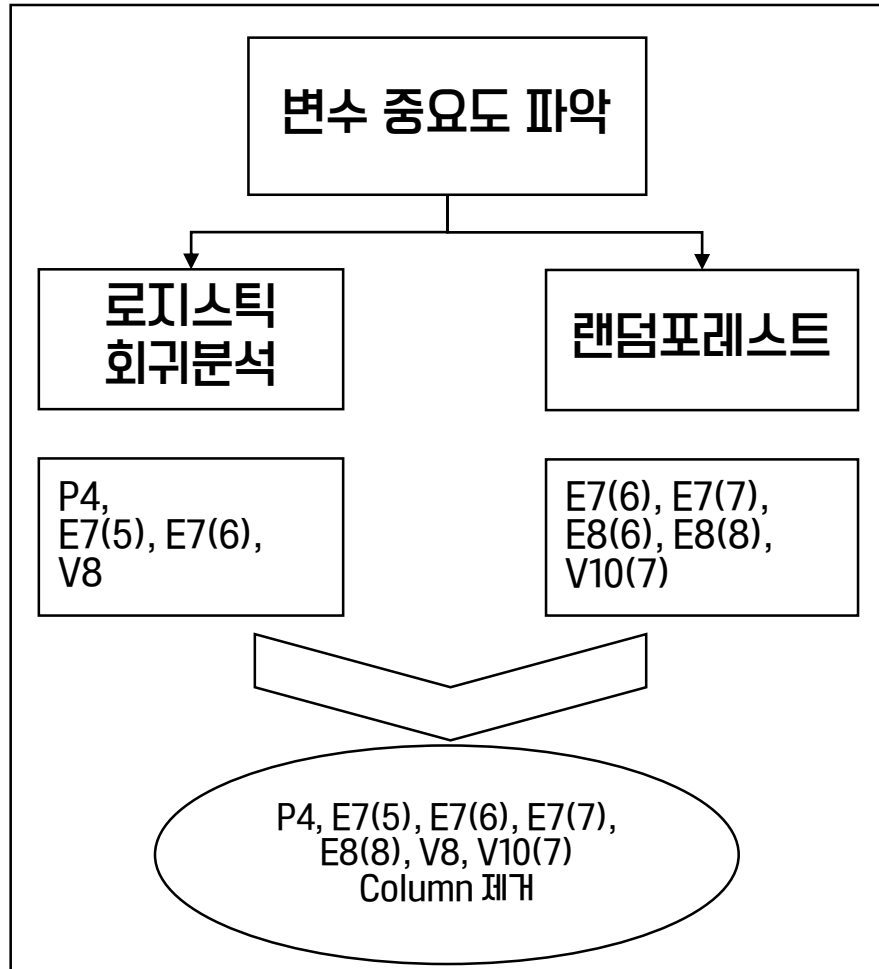 변수 중요도 파악
로지스틱
회귀분석
랜덤포레스트
P4,
E7(5), E7(6),
V8
E7(6), E7(7),
E8(6), E8(8),
V10(7)
P4, E7(5), E7(6), E7(7),
E8(8), V8, V10(7)
Column 제거